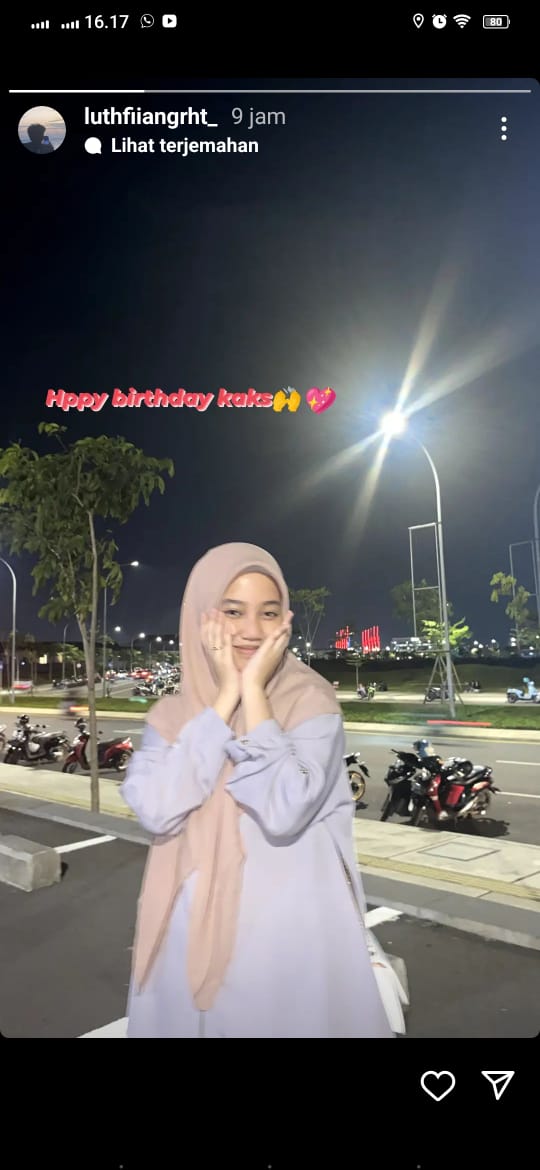 16.17
80
luthfiiangrht_ 9 jam
Lihat terjemahan
Hppy birthday kaks🙌💖